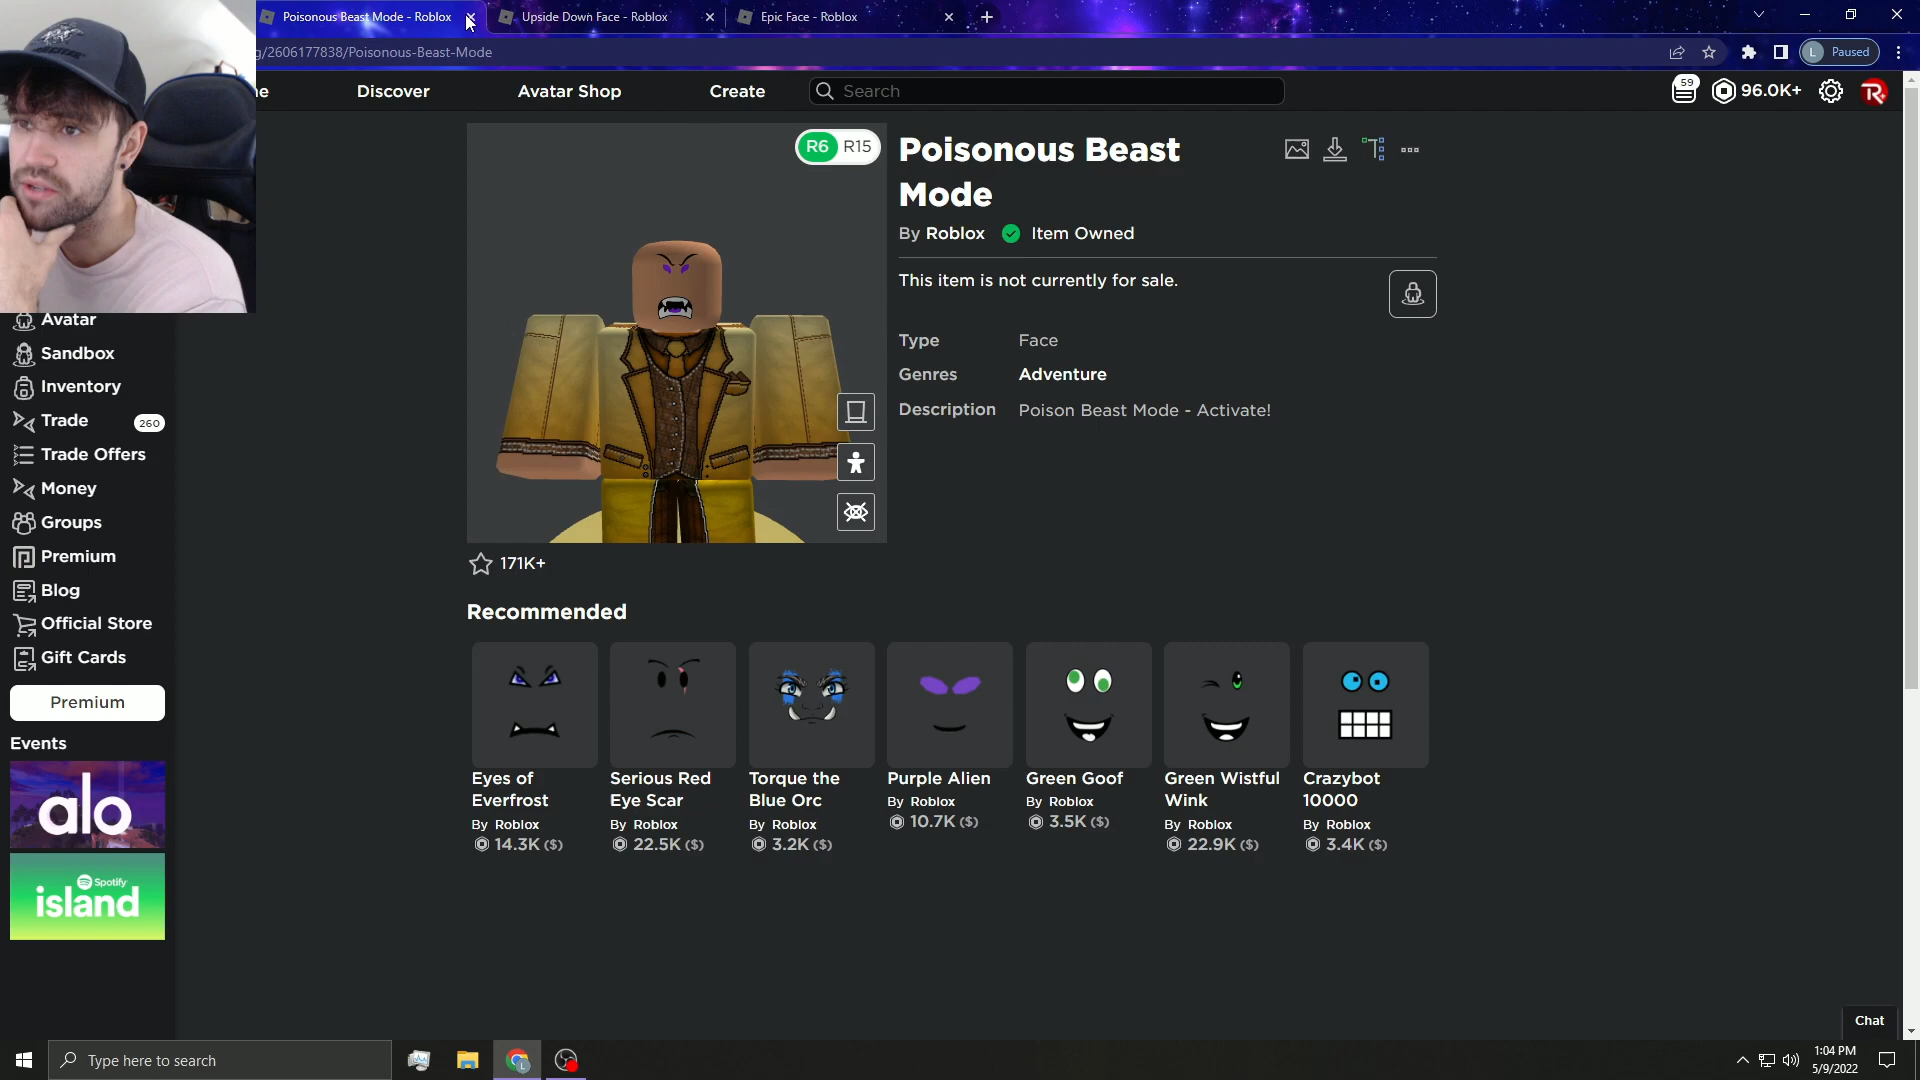 Poisonous Beast Mode - Roblox
Upside Down Face - Roblox
Epic Face - Roblox
g/2606177838/Poisonous-Beast-Mode
L Paused
Discover
Avatar Shop
Create
Search
59
96.0K+
R6 R15
Poisonous Beast
Mode
By Roblox Item Owned
This item is not currently for sale.
Type Face
Genres Adventure
Description Poison Beast Mode - Activate!
Avatar
Sandbox
Inventory
Trade 260
Trade Offers
Money
Groups
Premium
Blog
Official Store
Gift Cards
Premium
Events
alo
Spotify
island
171K+
Recommended
Eyes of
Everfrost
By Roblox
14.3K ($)
Serious Red
Eye Scar
By Roblox
22.5K ($)
Torque the
Blue Orc
By Roblox
3.2K ($)
Purple Alien
By Roblox
10.7K ($)
Green Goof
By Roblox
3.5K ($)
Green Wistful
Wink
By Roblox
22.9K ($)
Crazybot
10000
By Roblox
3.4K ($)
Chat
Type here to search
1:04 PM
5/9/2022